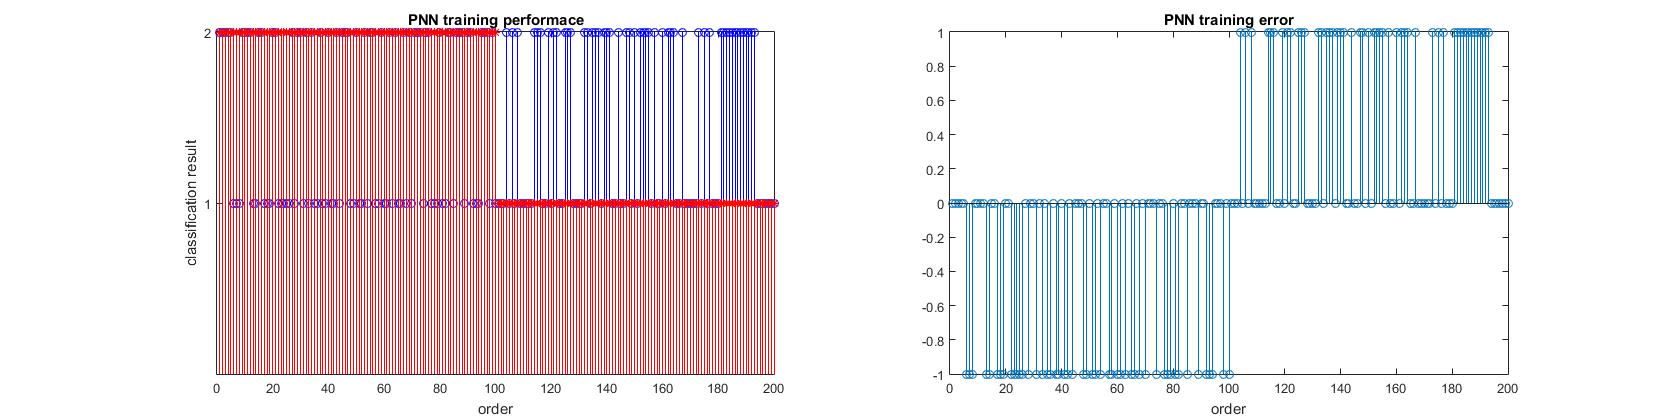 PNN training performace
2
1
classification result
0 20 40 60 80 100 120 140 160 180 200
order
PNN training error
1
0.8
0.6
0.4
0.2
0
-0.2
-0.4
-0.6
-0.8
-1
0 20 40 60 80 100 120 140 160 180 200
order